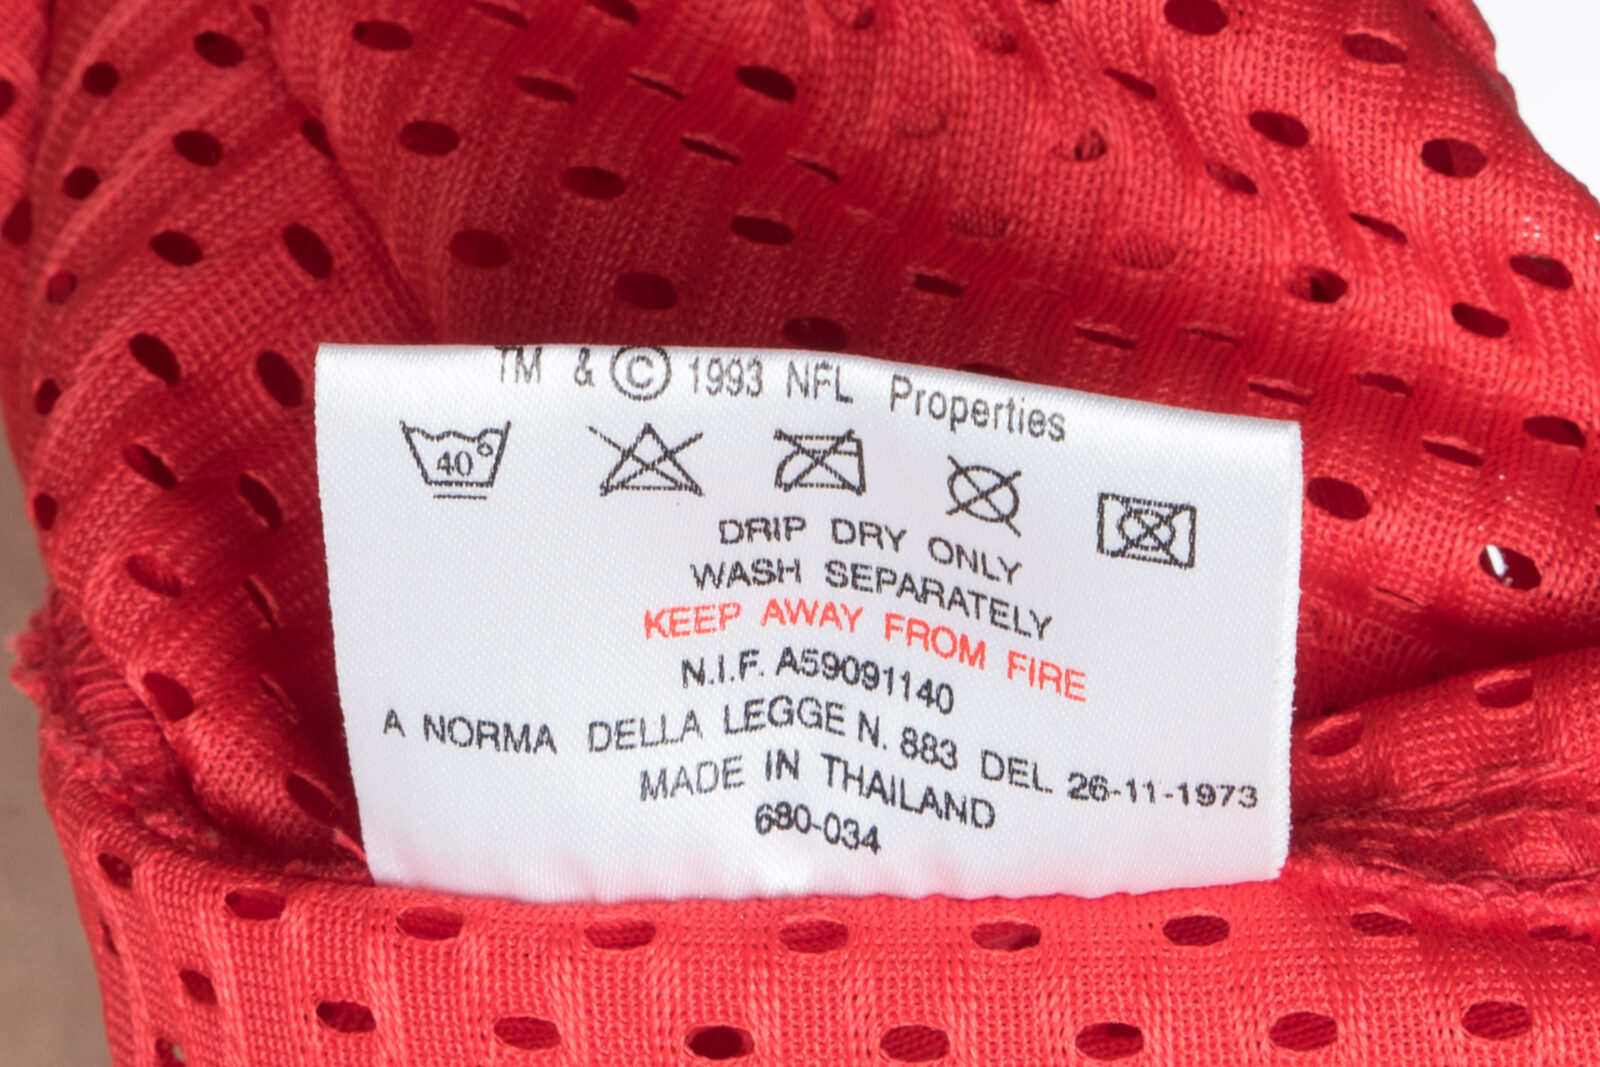 TM & © 1993 NFL Properties
40°
DRIP DRY ONLY
WASH SEPARATELY
KEEP AWAY FROM FIRE
N.I.F. A59091140
A NORMA DELLA LEGGE N. 883 DEL 26-11-1973
MADE IN THAILAND
680-034